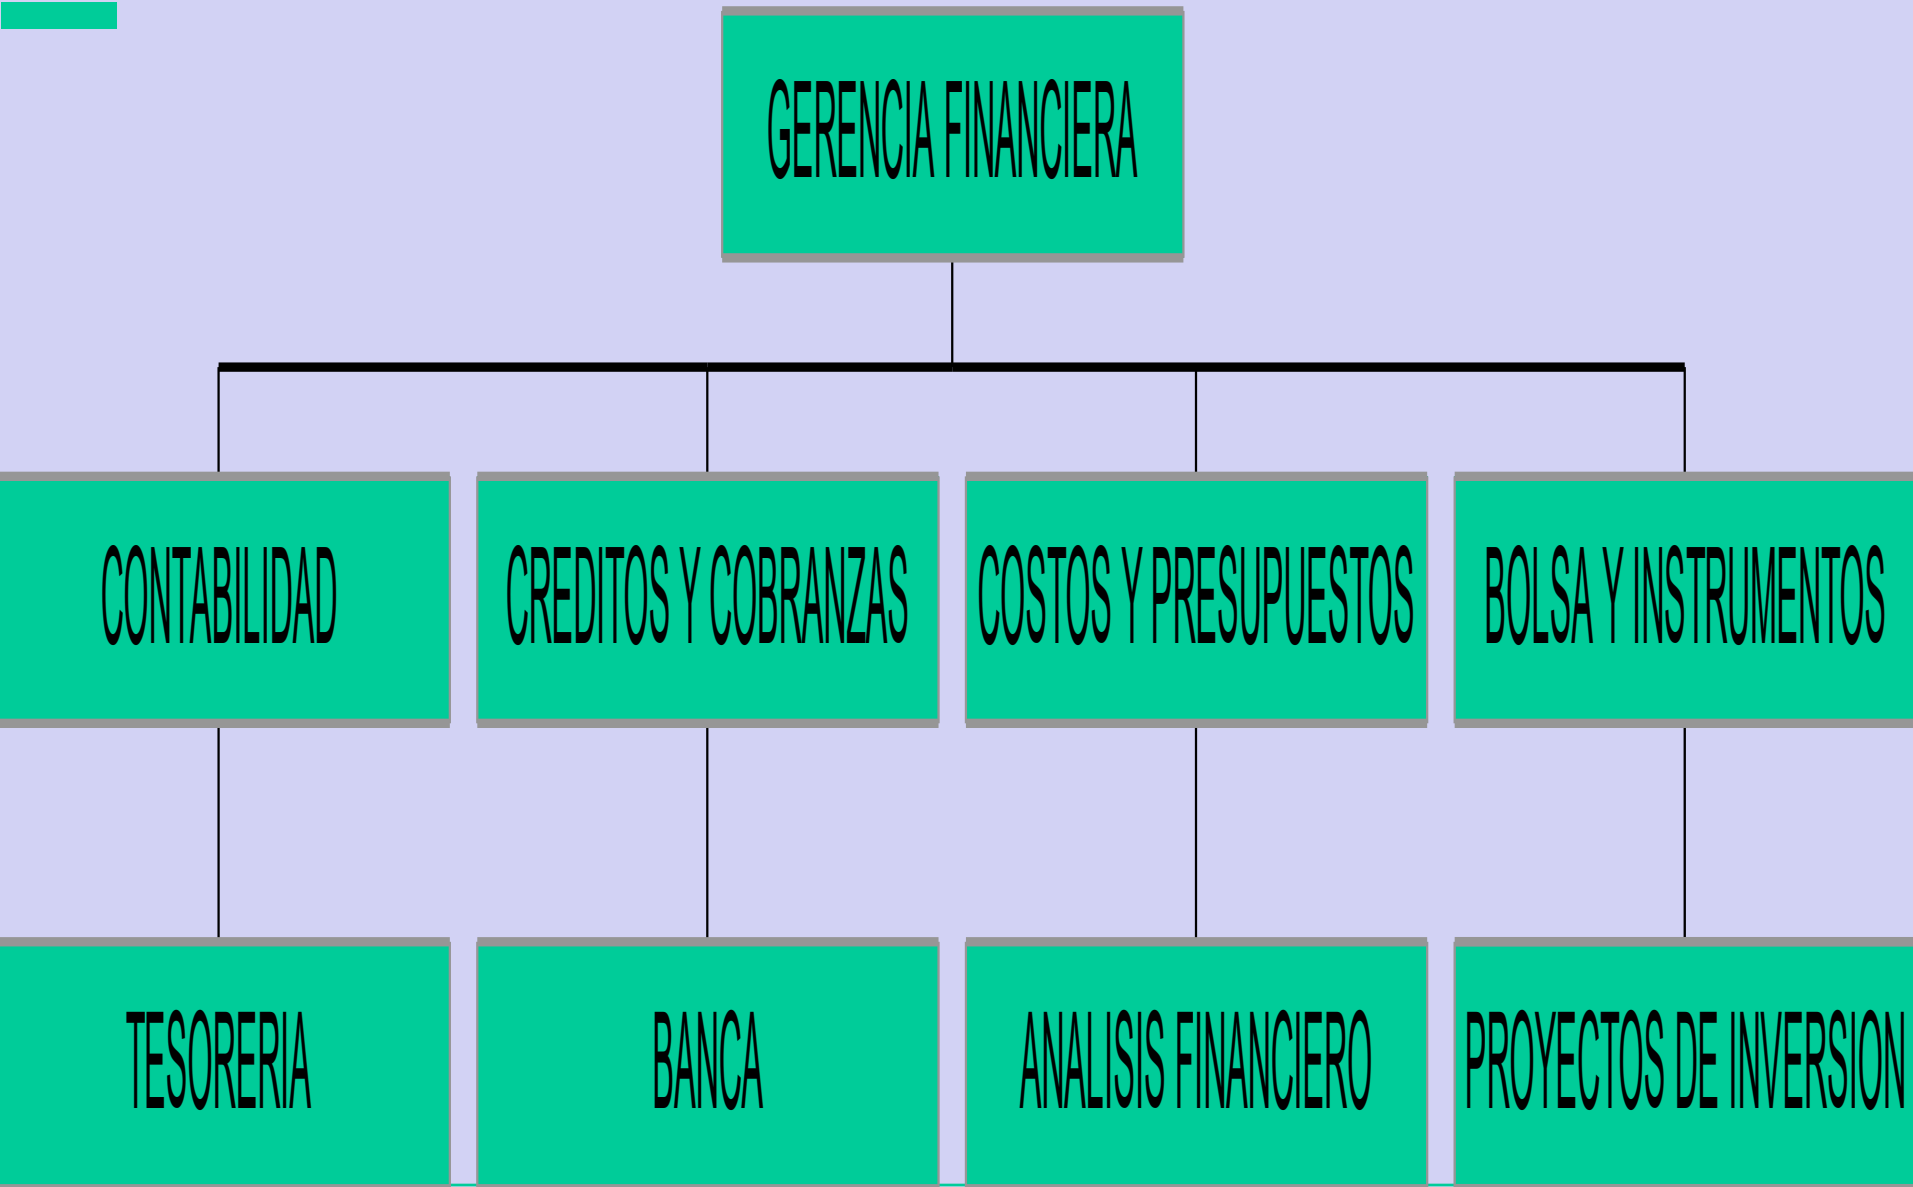 GERENCIA FINANCIERA
CONTABILIDAD
CREDITOS Y COBRANZAS
COSTOS Y PRESUPUESTOS
BOLSA Y INSTRUMENTOS
TESORERIA
BANCA
ANALISIS FINANCIERO
PROYECTOS DE INVERSION